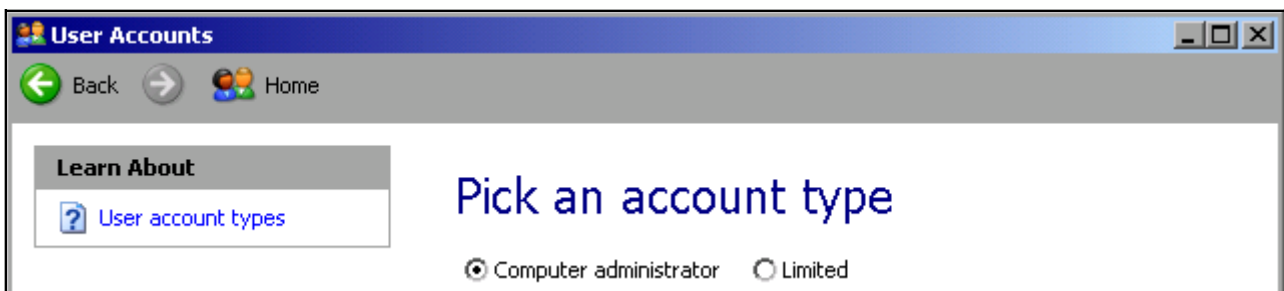 User Accounts
Back Home
Learn About
User account types
Pick an account type
Computer administrator Limited